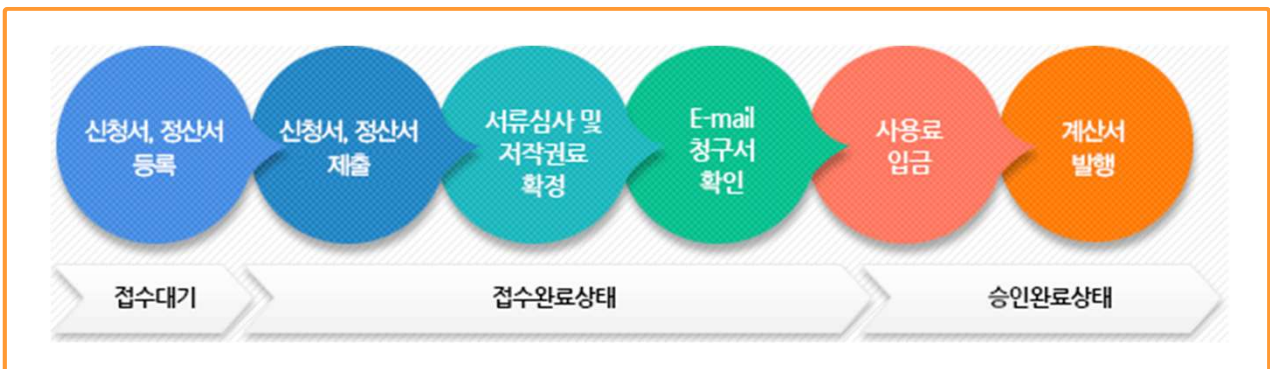 신청서, 정산서
등록
신청서, 정산서
제출
서류심사 및
저작권료
확정
E-mail
청구서
확인
사용료
입금
계산서
발행
접수대기
접수완료상태
승인완료상태